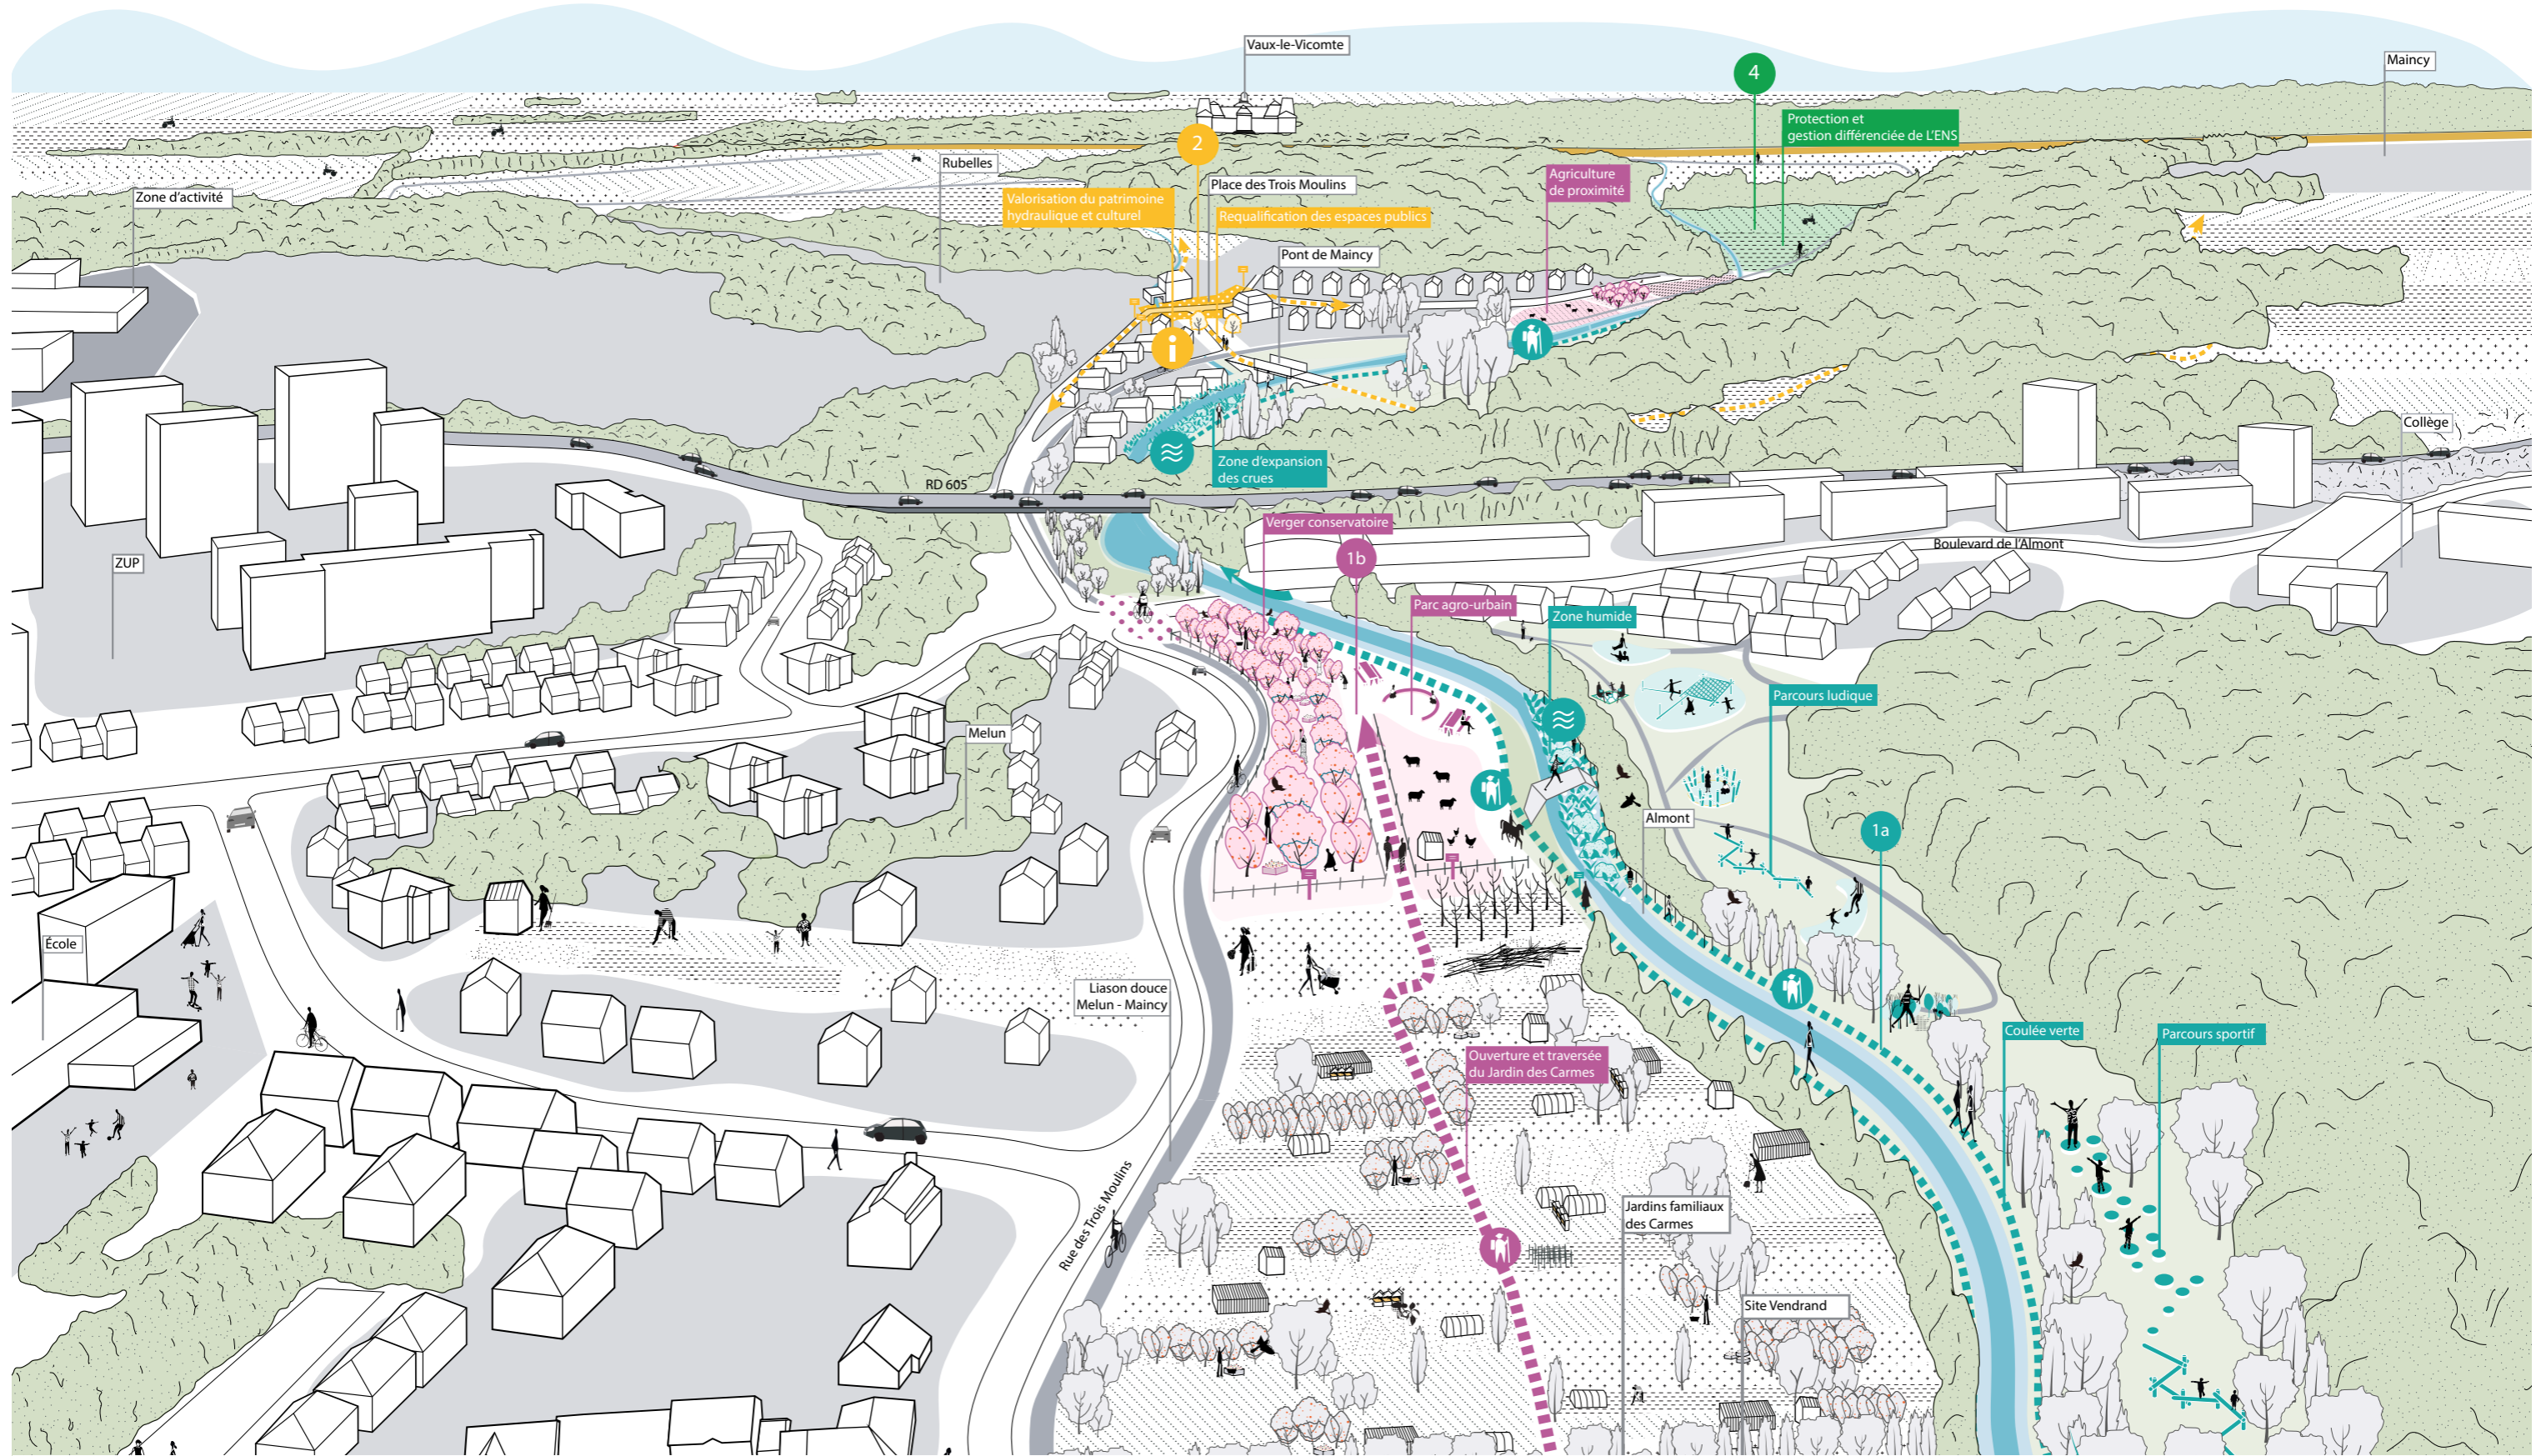 Vaux-le-Vicomte
Maincy
4
Protection et
gestion différenciée de L'ENS
2
Rubelles
Zone d'activité
Valorisation du patrimoine
hydraulique et culturel
Place des Trois Moulins
Requalification des espaces publics
Agriculture
de proximité
Pont de Maincy
i
Collège
Zone d'expansion
des crues
RD 605
Verger conservatoire
1b
Boulevard de l'Almont
ZUP
Parc agro-urbain
Zone humide
Parcours ludique
Melun
Almont
1a
École
Liason douce
Melun - Maincy
Coulée verte
Parcours sportif
Ouverture et traversée
du Jardin des Carmes
Rue des Trois Moulins
Jardins familiaux
des Carmes
Site Vendrand